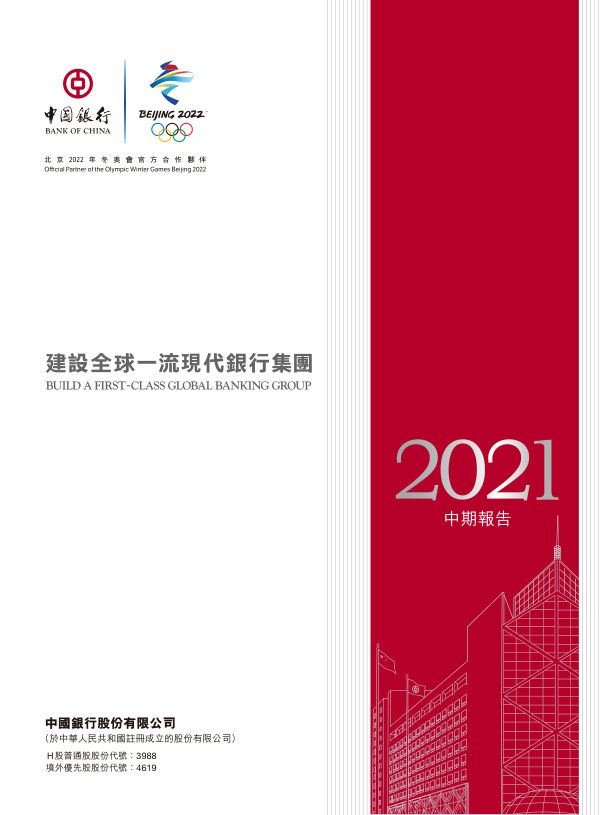 中國銀行
BANK OF CHINA
BEIJING 2022
北京2022年冬奧會官方合作夥伴
Official Partner of the Olympic Winter Games Beijing 2022
建設全球一流現代銀行集團
BUILD A FIRST-CLASS GLOBAL BANKING GROUP
2021
中期報告
中國銀行股份有限公司
（於中華人民共和國註冊成立的股份有限公司）
H股普通股股份代號：3988
境外優先股股份代號：4619